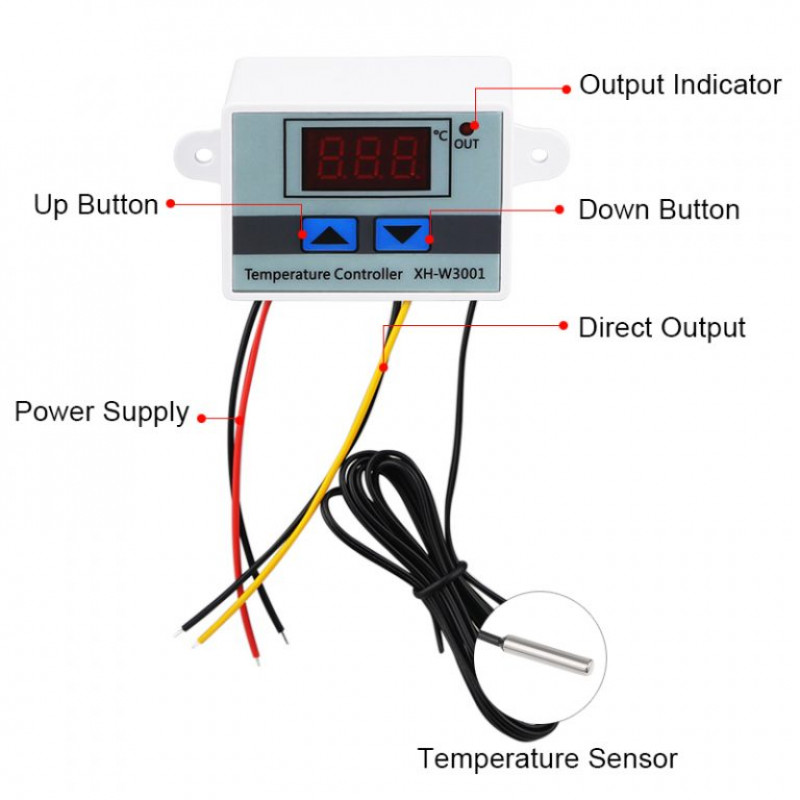 Output Indicator
888
°C
OUT
Up Button
Down Button
Temperature Controller XH-W3001
Direct Output
Power Supply
Temperature Sensor